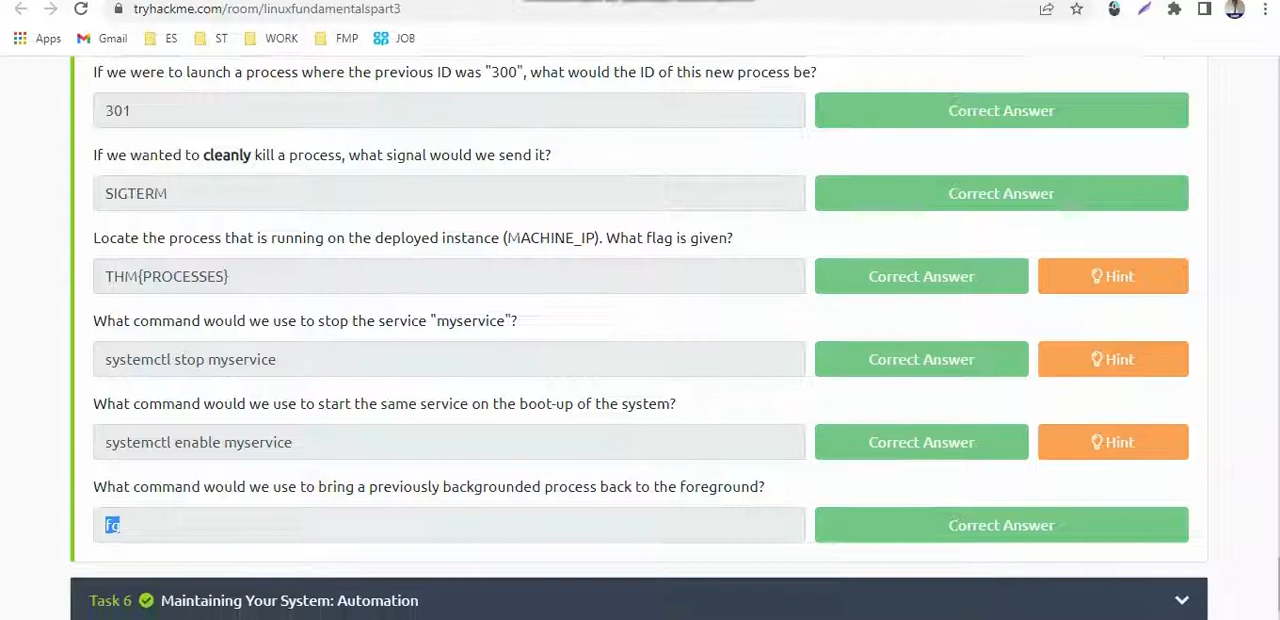 tryhackme.com/room/linuxfundamentalspart3
Apps Gmail ES ST WORK FMP JOB
If we were to launch a process where the previous ID was "300", what would the ID of this new process be?
301 Correct Answer
If we wanted to cleanly kill a process, what signal would we send it?
SIGTERM Correct Answer
Locate the process that is running on the deployed instance (MACHINE_IP). What flag is given?
THM{PROCESSES} Correct Answer Hint
What command would we use to stop the service "myservice"?
systemctl stop myservice Correct Answer Hint
What command would we use to start the same service on the boot-up of the system?
systemctl enable myservice Correct Answer Hint
What command would we use to bring a previously backgrounded process back to the foreground?
fg Correct Answer
Task 6 Maintaining Your System: Automation